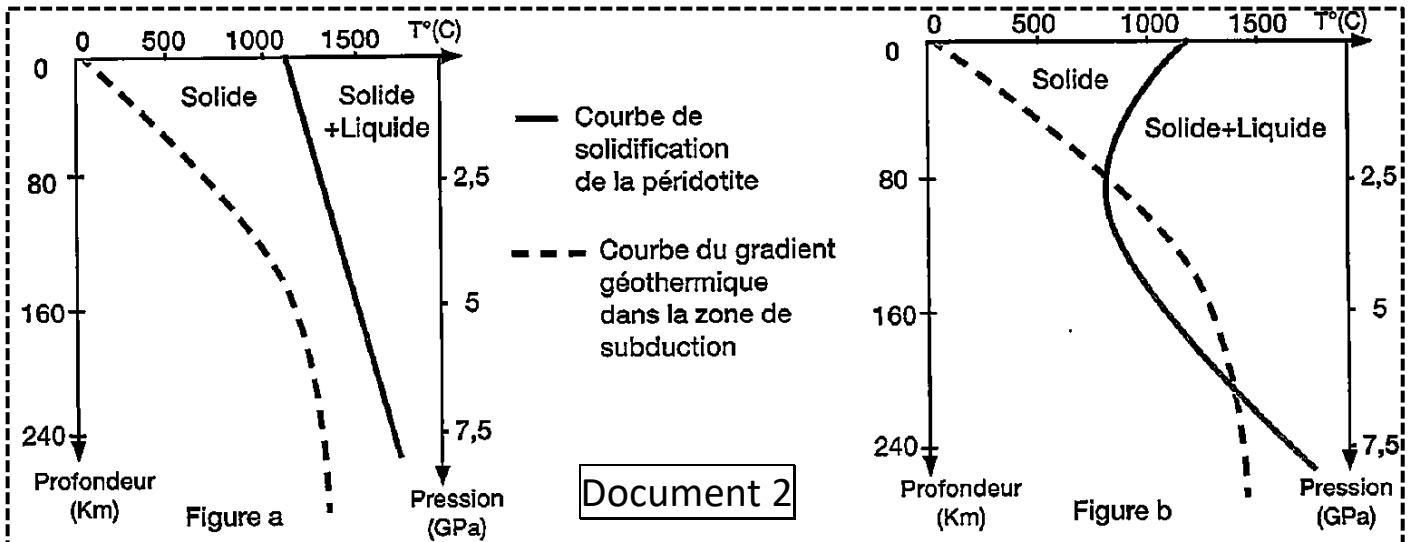 0 500 1000 1500 T°(C)
0
80
160
240
Profondeur
(Km)
Solide
Solide
+Liquide
2,5
5
7,5
Pression
(GPa)
Figure a
Courbe de
solidification
de la péridotite
Courbe du gradient
géothermique
dans la zone de
subduction
Document 2
0 500 1000 1500 T°(C)
0
80
160
240
Profondeur
(Km)
Solide
Solide+Liquide
2,5
5
7,5
Pression
(GPa)
Figure b